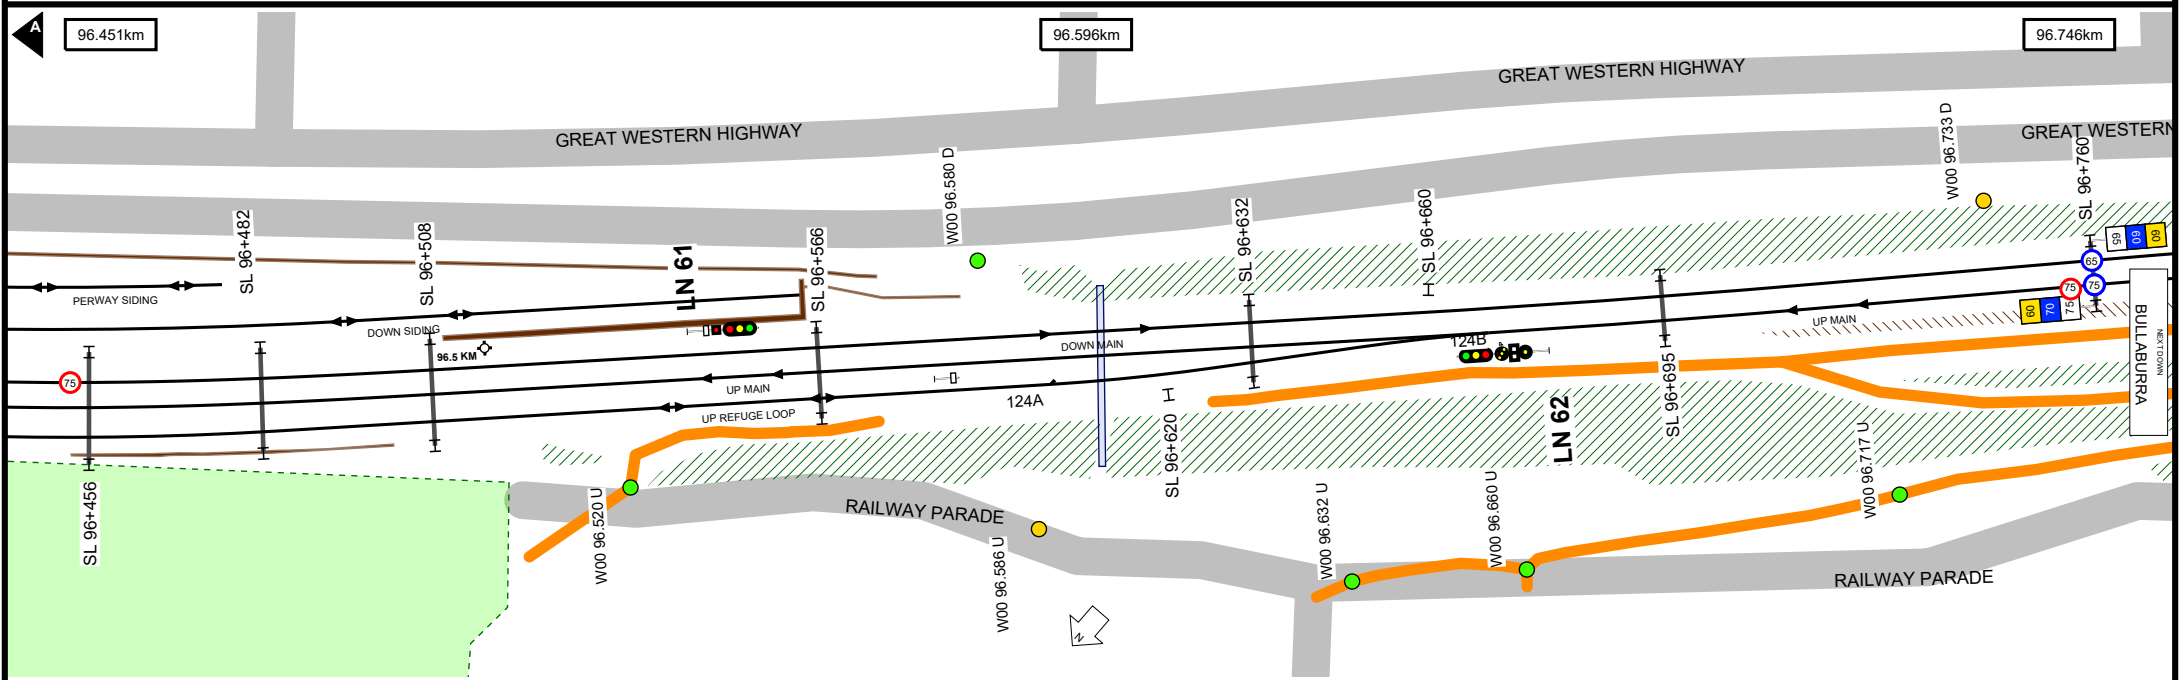 A
96.451km
96.596km
96.746km
GREAT WESTERN HIGHWAY
GREAT WESTERN HIGHWAY
GREAT WESTERN
W00 96.733 D
SL 96+760
W00 96.580 D
SL 96+482
SL 96+508
LN 61
SL 96+566
SL 96+632
SL 96+660
65
60
60
65
75
75
60
70
75
PERWAY SIDING
DOWN SIDING
96.5 KM
DOWN MAIN
UP MAIN
124B
75
UP MAIN
UP REFUGE LOOP
124A
BULLABURRA
NEXT DOWN
SL 96+695
LN 62
SL 96+620
SL 96+456
W00 96.520 U
RAILWAY PARADE
W00 96.586 U
W00 96.632 U
W00 96.660 U
W00 96.717 U
RAILWAY PARADE
N